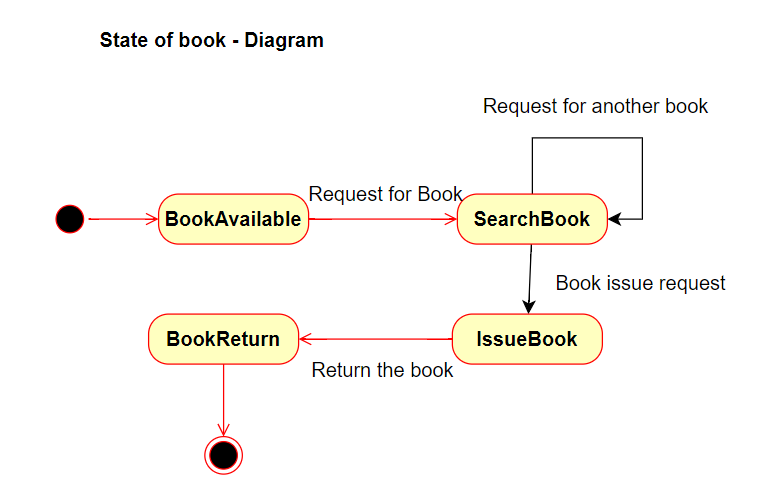 State of book - Diagram
Request for another book
Request for Book
BookAvailable
SearchBook
Book issue request
BookReturn
IssueBook
Return the book